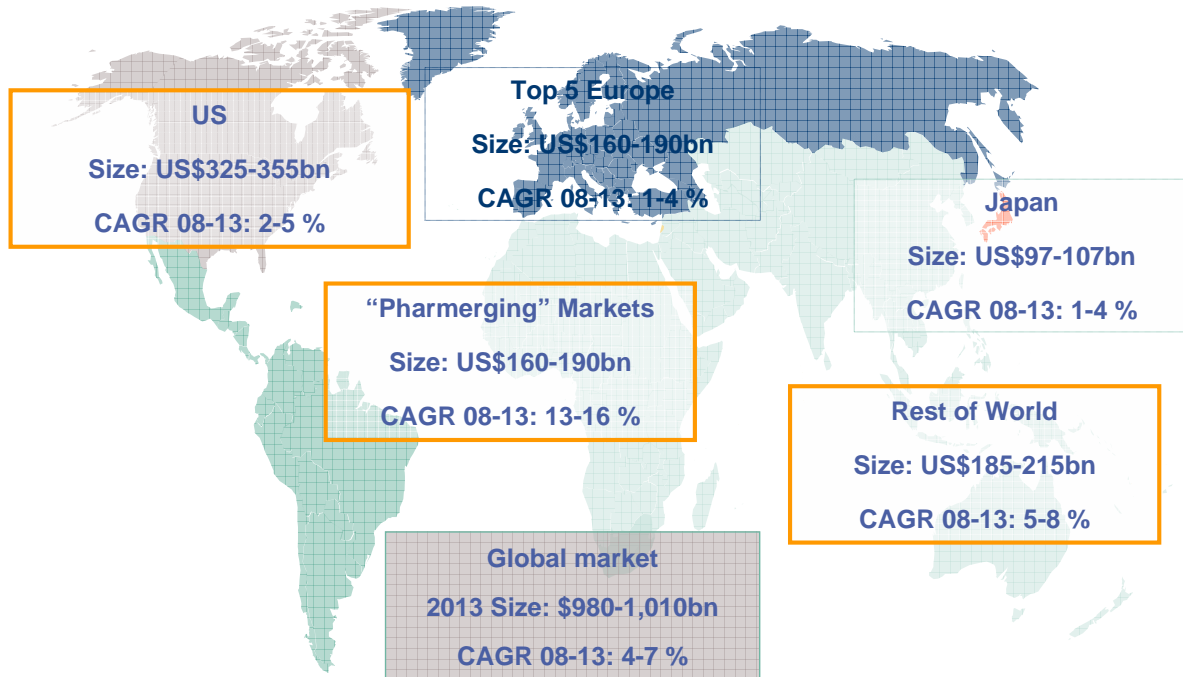 US
Size: US$325-355bn
CAGR 08-13: 2-5 %
Top 5 Europe
Size: US$160-190bn
CAGR 08-13: 1-4 %
Japan
Size: US$97-107bn
CAGR 08-13: 1-4 %
“Pharmerging” Markets
Size: US$160-190bn
CAGR 08-13: 13-16 %
Rest of World
Size: US$185-215bn
CAGR 08-13: 5-8 %
Global market
2013 Size: $980-1,010bn
CAGR 08-13: 4-7 %